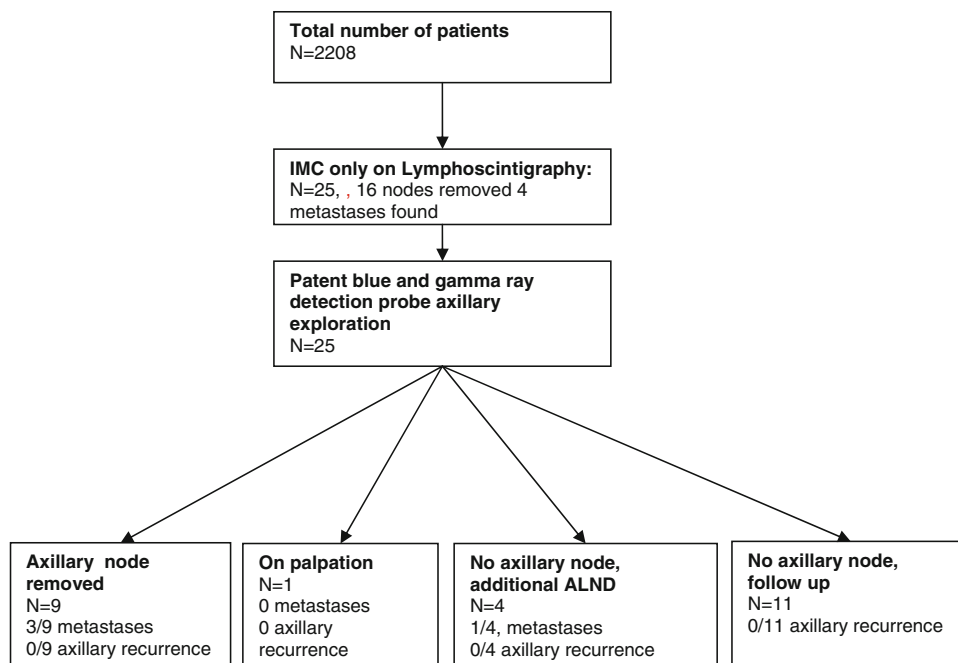 Total number of patients
N=2208
IMC only on Lymphoscintigraphy:
N=25, , 16 nodes removed 4
metastases found
Patent blue and gamma ray
detection probe axillary
exploration
N=25
Axillary node
removed
N=9
3/9 metastases
0/9 axillary recurrence
On palpation
N=1
0 metastases
0 axillary
recurrence
No axillary node,
additional ALND
N=4
1/4, metastases
0/4 axillary recurrence
No axillary node,
follow up
N=11
0/11 axillary recurrence